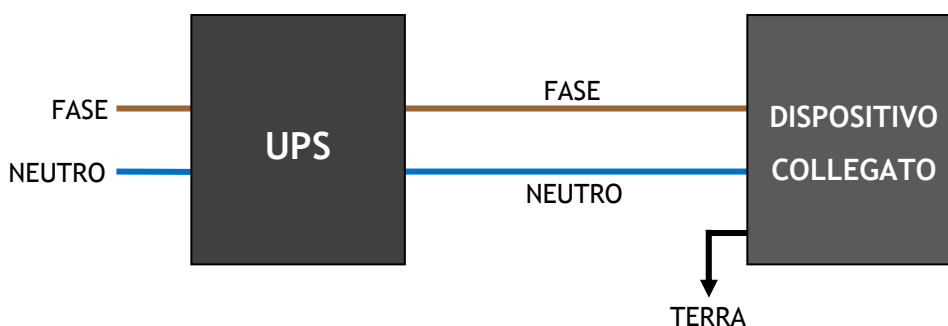 FASE
NEUTRO
UPS
FASE
NEUTRO
DISPOSITIVO
COLLEGATO
TERRA